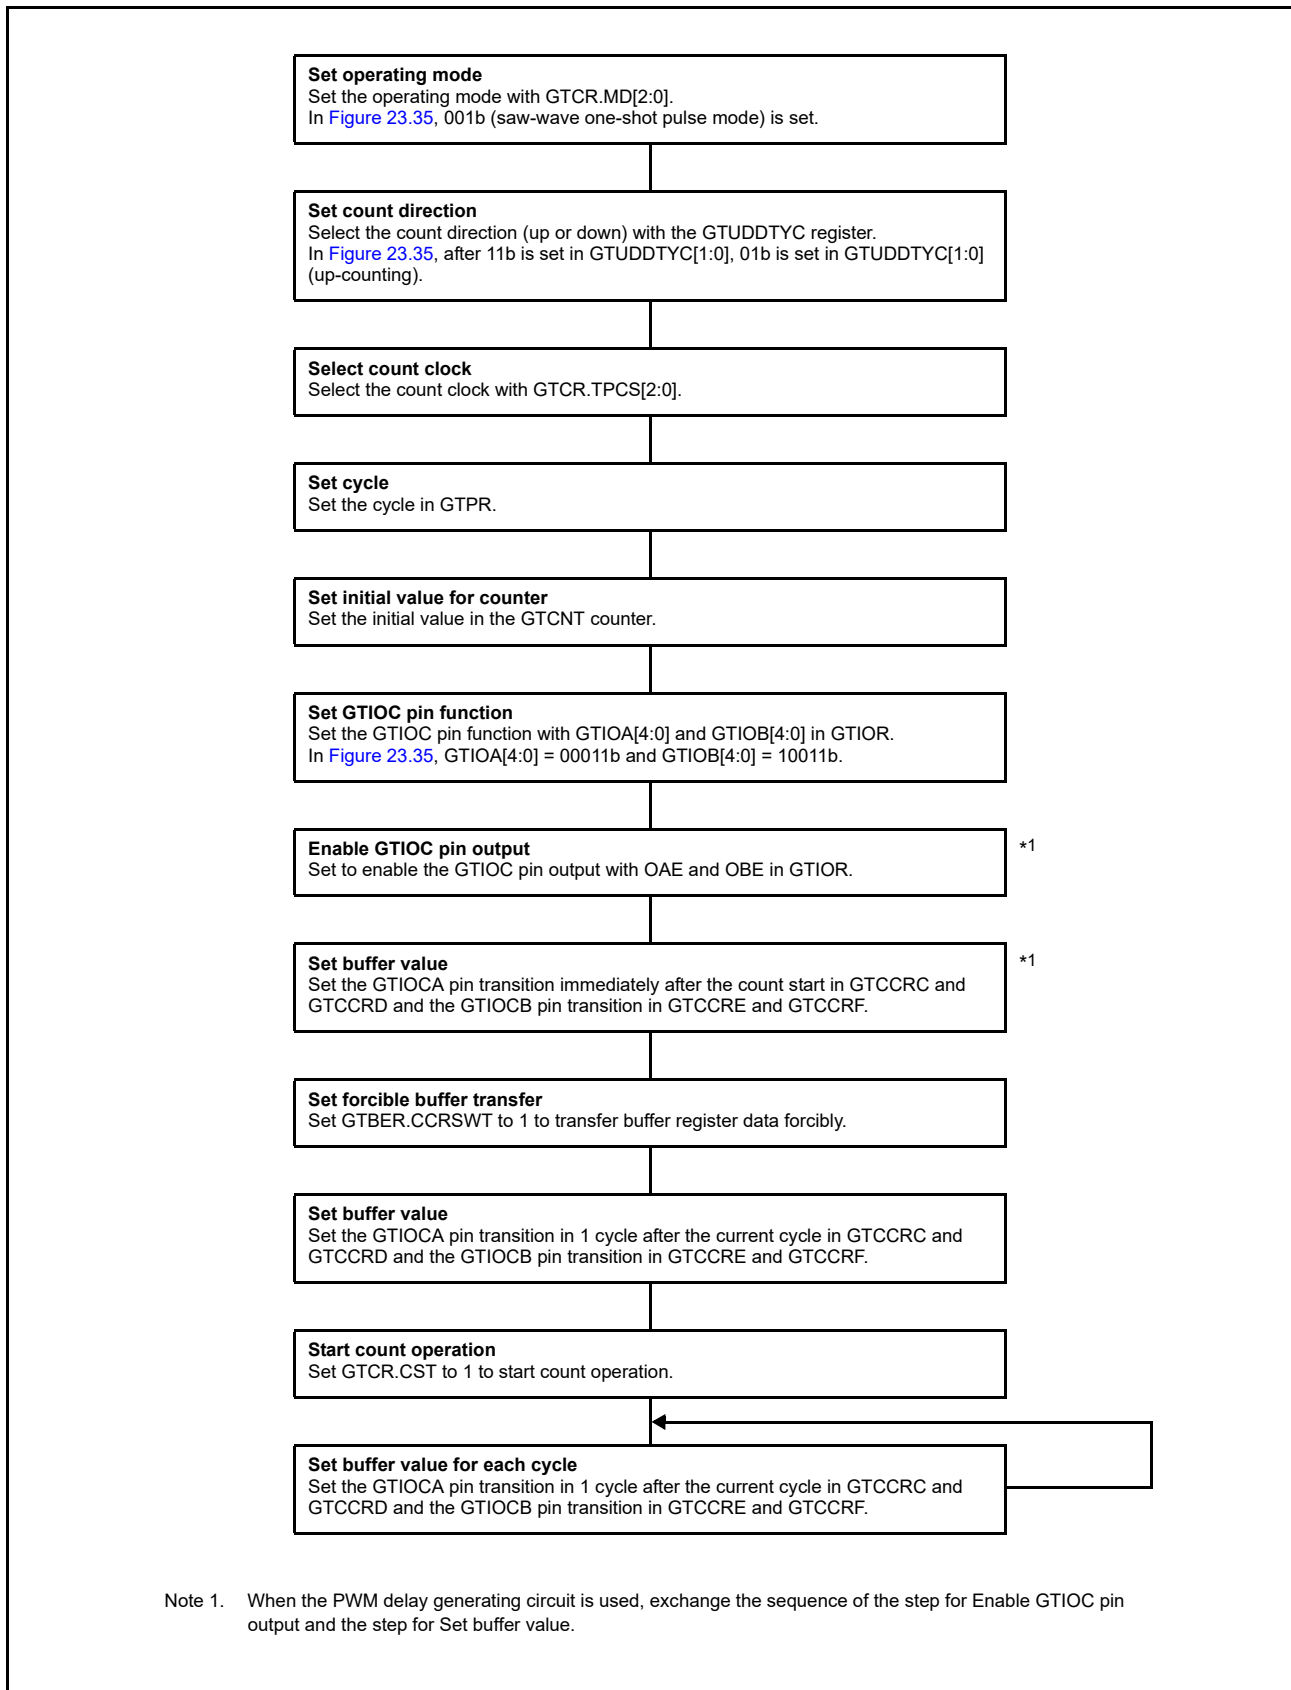 Set operating mode
Set the operating mode with GTCR.MD[2:0].
In Figure 23.35, 001b (saw-wave one-shot pulse mode) is set.
Set count direction
Select the count direction (up or down) with the GTUDDTYC register.
In Figure 23.35, after 11b is set in GTUDDTYC[1:0], 01b is set in GTUDDTYC[1:0]
(up-counting).
Select count clock
Select the count clock with GTCR.TPCS[2:0].
Set cycle
Set the cycle in GTPR.
Set initial value for counter
Set the initial value in the GTCNT counter.
Set GTIOC pin function
Set the GTIOC pin function with GTIOA[4:0] and GTIOB[4:0] in GTIOR.
In Figure 23.35, GTIOA[4:0] = 00011b and GTIOB[4:0] = 10011b.
Enable GTIOC pin output *1
Set to enable the GTIOC pin output with OAE and OBE in GTIOR.
Set buffer value *1
Set the GTIOCA pin transition immediately after the count start in GTCCRC and
GTCCRD and the GTIOCB pin transition in GTCCRE and GTCCRF.
Set forcible buffer transfer
Set GTBER.CCRSWT to 1 to transfer buffer register data forcibly.
Set buffer value
Set the GTIOCA pin transition in 1 cycle after the current cycle in GTCCRC and
GTCCRD and the GTIOCB pin transition in GTCCRE and GTCCRF.
Start count operation
Set GTCR.CST to 1 to start count operation.
Set buffer value for each cycle
Set the GTIOCA pin transition in 1 cycle after the current cycle in GTCCRC and
GTCCRD and the GTIOCB pin transition in GTCCRE and GTCCRF.
Note 1. When the PWM delay generating circuit is used, exchange the sequence of the step for Enable GTIOC pin
output and the step for Set buffer value.